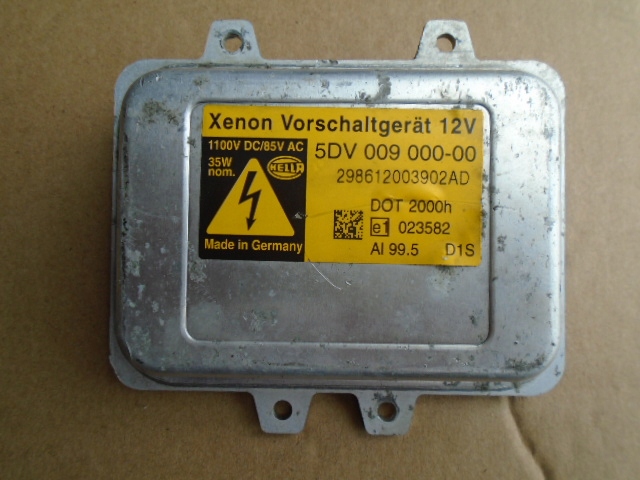 Xenon Vorschaltgerät 12V
1100V DC/85V AC
35W
nom.
HELLA
Made in Germany
5DV 009 000-00
298612003902AD
DOT 2000h
e1 023582
AI 99.5 D1S